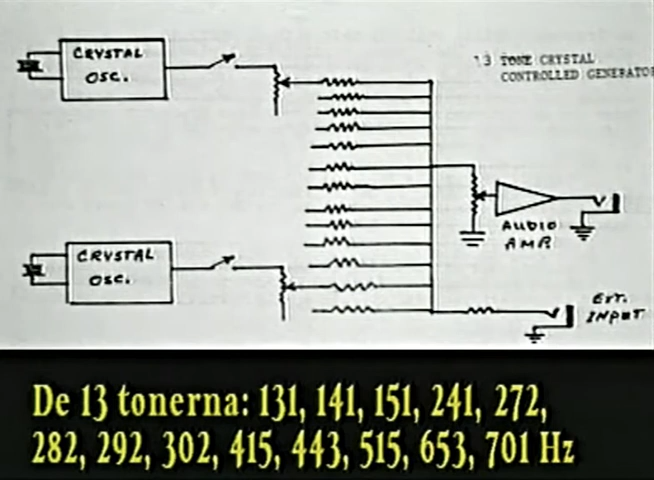 CRYSTAL
OSC.
13 TONE CRYSTAL
CONTROLLED GENERATOR
AUDIO
AMP.
CRYSTAL
OSC.
EXT.
INPUT
De 13 tonerna: 131, 141, 151, 241, 272,
282, 292, 302, 415, 443, 515, 653, 701 Hz